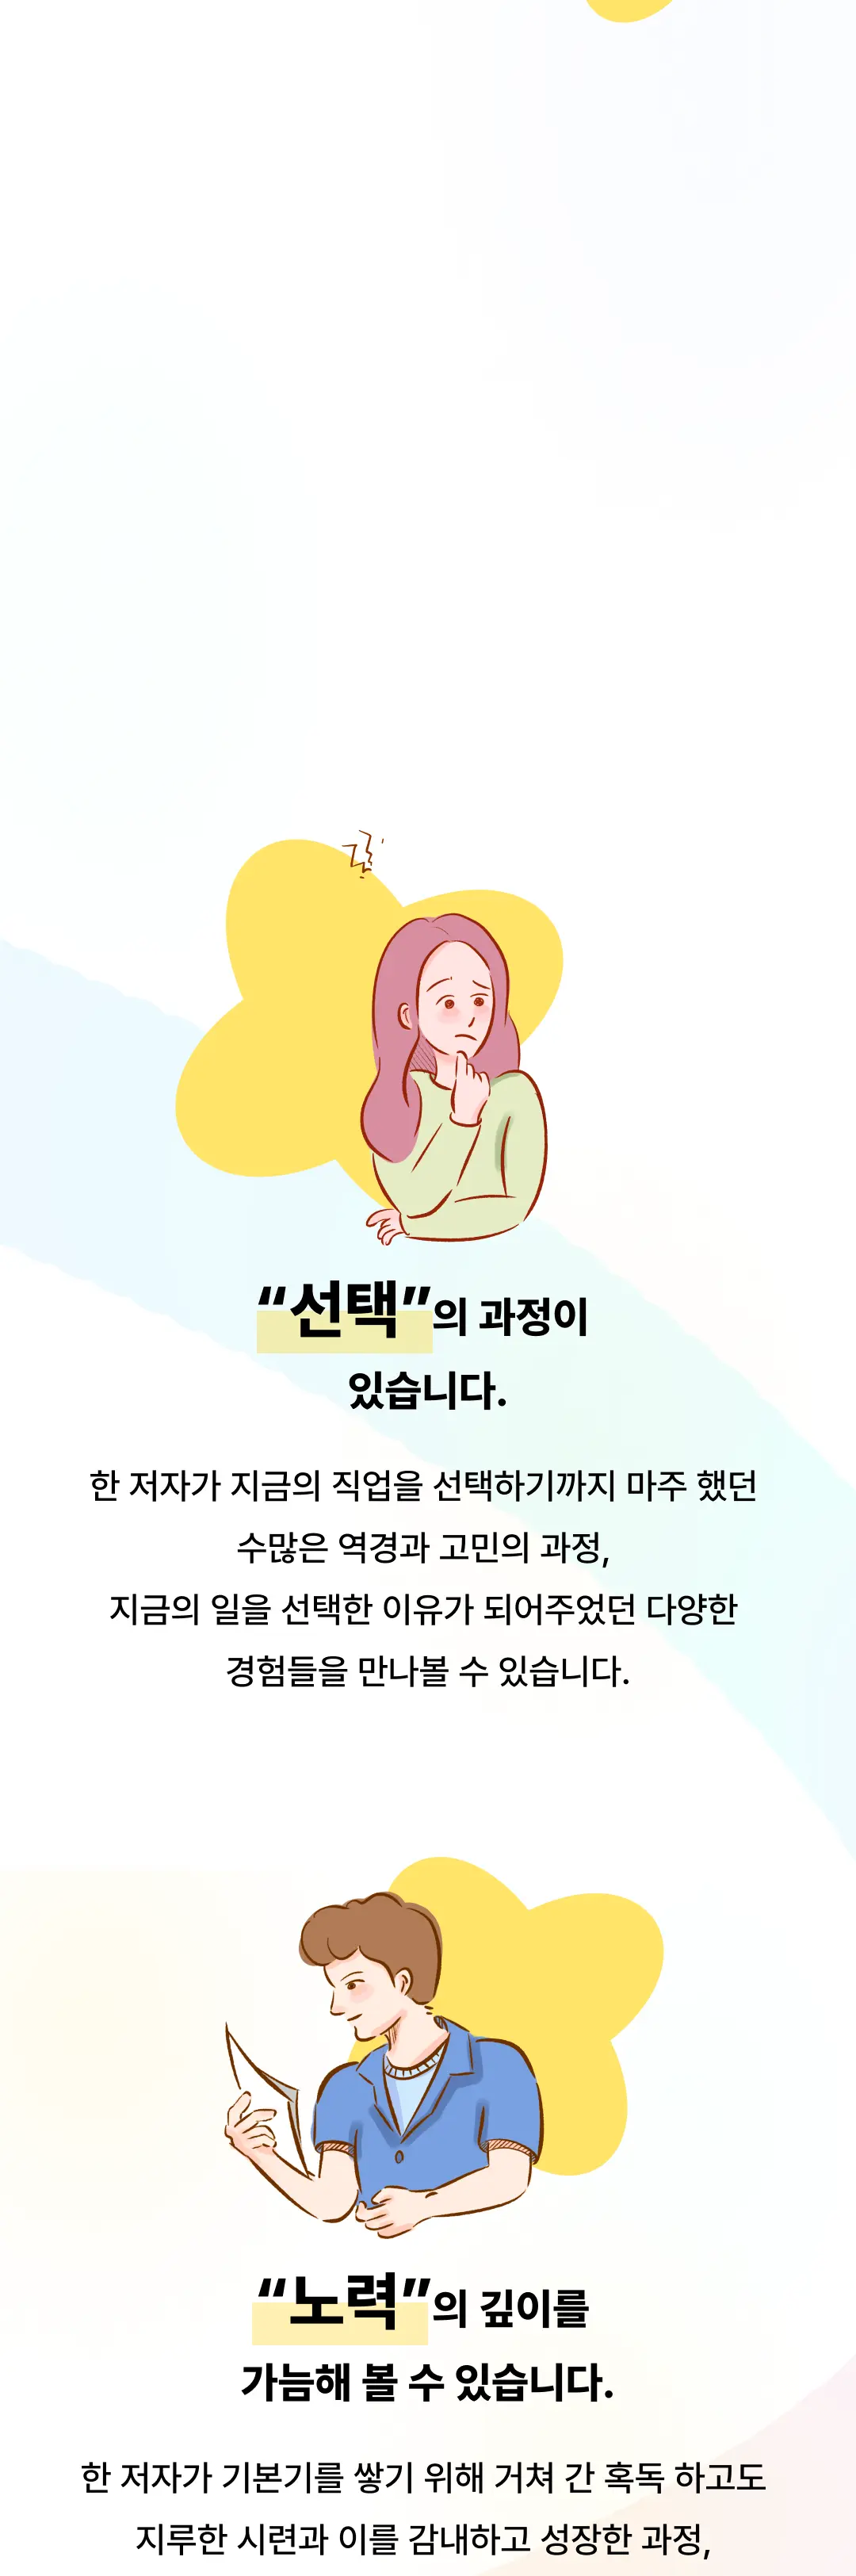 “선택”의 과정이
있습니다.
한 저자가 지금의 직업을 선택하기까지 마주 했던
수많은 역경과 고민의 과정,
지금의 일을 선택한 이유가 되어주었던 다양한
경험들을 만나볼 수 있습니다.
“노력”의 깊이를
가늠해 볼 수 있습니다.
한 저자가 기본기를 쌓기 위해 거쳐 간 혹독 하고도
지루한 시련과 이를 감내하고 성장한 과정,